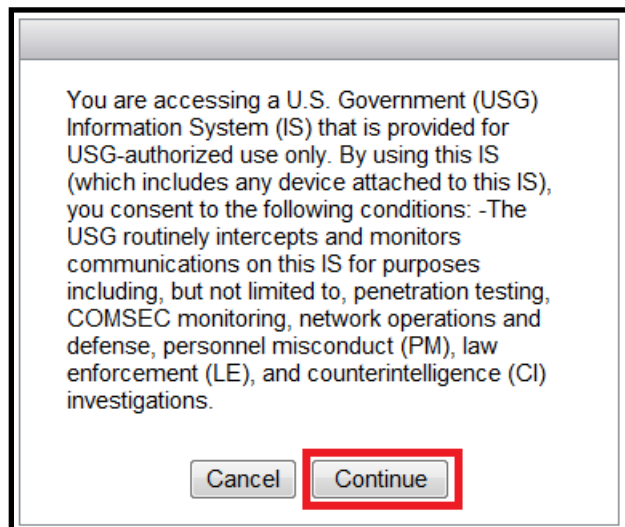 You are accessing a U.S. Government (USG)
Information System (IS) that is provided for
USG-authorized use only. By using this IS
(which includes any device attached to this IS),
you consent to the following conditions: -The
USG routinely intercepts and monitors
communications on this IS for purposes
including, but not limited to, penetration testing,
COMSEC monitoring, network operations and
defense, personnel misconduct (PM), law
enforcement (LE), and counterintelligence (CI)
investigations.
Cancel Continue